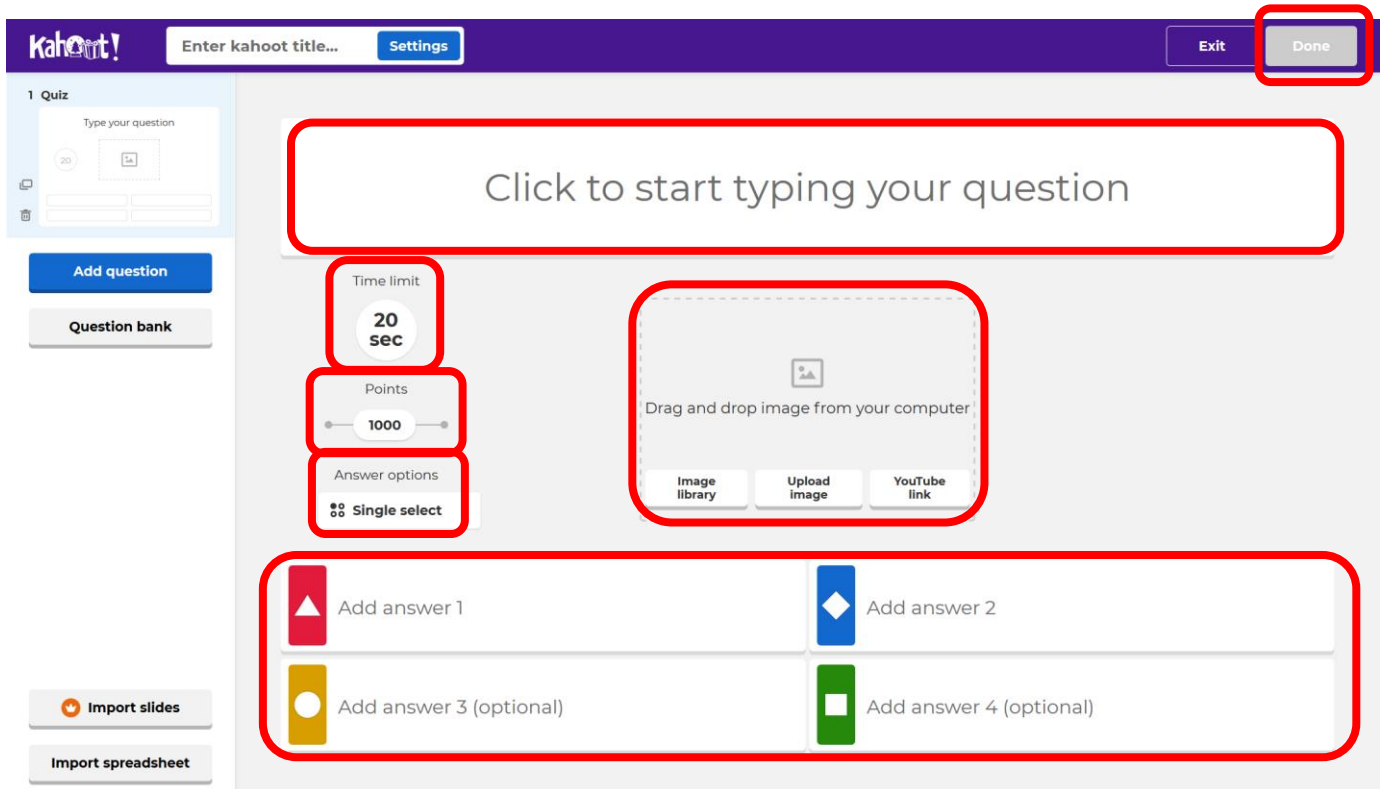 Kahoot!
Enter kahoot title...
Settings
Exit
Done
1 Quiz
Type your question
20
Add question
Question bank
Import slides
Import spreadsheet
Click to start typing your question
Time limit
20
sec
Points
1000
Answer options
Single select
Drag and drop image from your computer
Image
library
Upload
image
YouTube
link
Add answer 1
Add answer 2
Add answer 3 (optional)
Add answer 4 (optional)